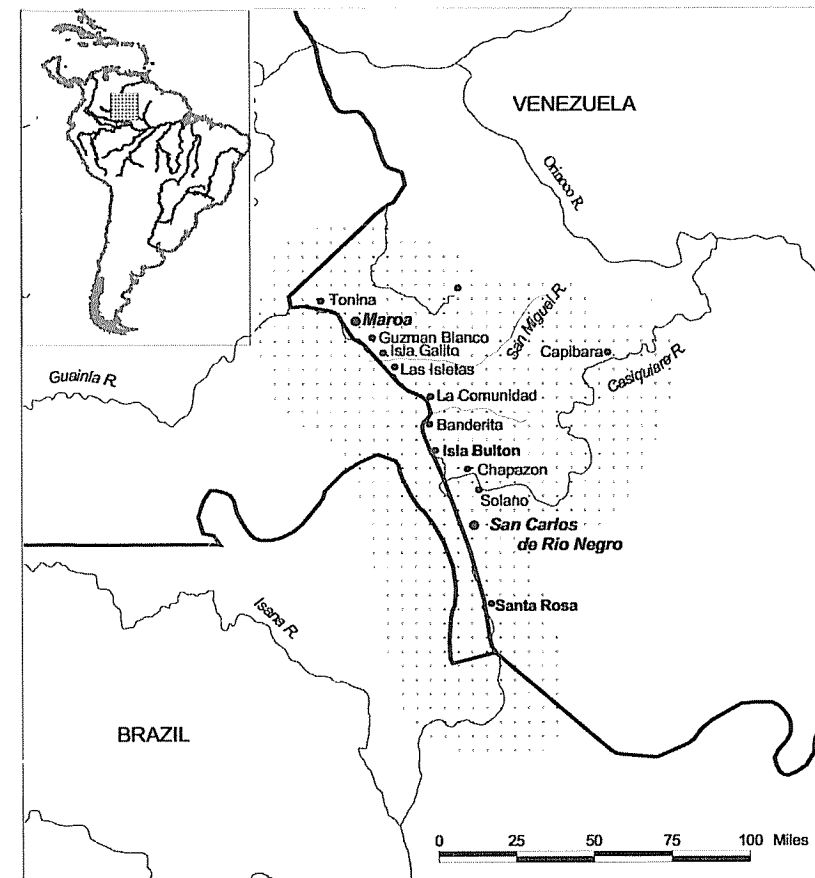 VENEZUELA
Orinoco R.
Tonina
Maroa
Guzman Blanco
San Miguel R.
Isla Galito
Capibara
Las Isletas
Casiquiare R.
Guainía R.
La Comunidad
Banderita
Isla Bulton
Chapazon
Solano
San Carlos
de Rio Negro
Isana R.
Santa Rosa
BRAZIL
0 25 50 75 100 Miles